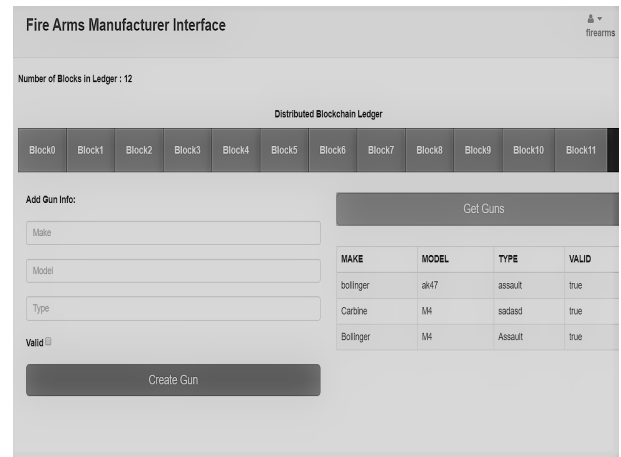 Fire Arms Manufacturer Interface
firearms
Number of Blocks in Ledger : 12
Distributed Blockchain Ledger
Block0 Block1 Block2 Block3 Block4 Block5 Block6 Block7 Block8 Block9 Block10 Block11
Add Gun Info:
Make
Model
Type
Valid
Create Gun
Get Guns
MAKE MODEL TYPE VALID
bollinger ak47 assault true
Carbine M4 sadasd true
Bollinger M4 Assault true